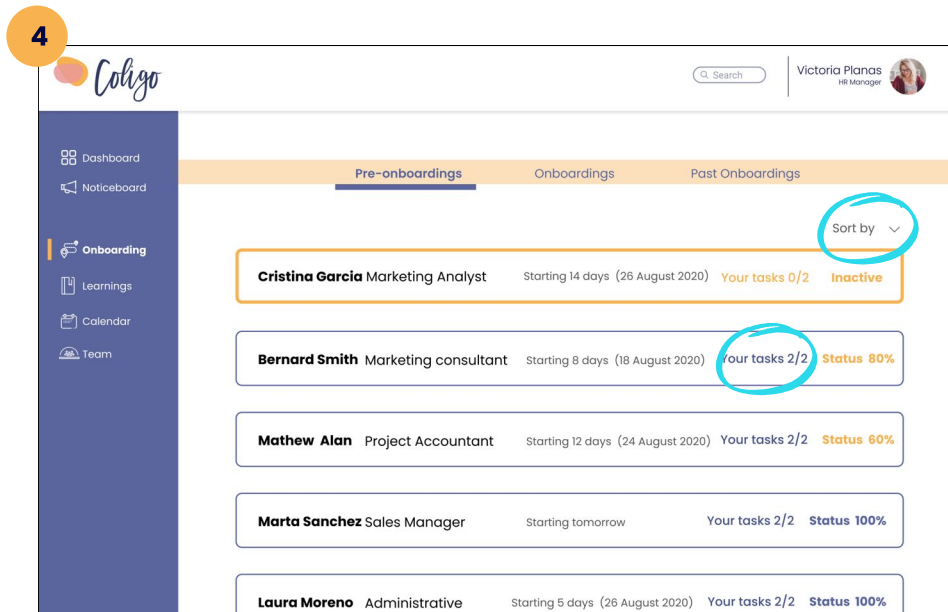 4
Coligo
Search
Victoria Planas
HR Manager
Dashboard
Noticeboard
Onboarding
Learnings
Calendar
Team
Pre-onboardings Onboardings Past Onboardings
Sort by
Cristina Garcia Marketing Analyst Starting 14 days (26 August 2020) Your tasks 0/2 Inactive
Bernard Smith Marketing consultant Starting 8 days (18 August 2020) Your tasks 2/2 Status 80%
Mathew Alan Project Accountant Starting 12 days (24 August 2020) Your tasks 2/2 Status 60%
Marta Sanchez Sales Manager Starting tomorrow Your tasks 2/2 Status 100%
Laura Moreno Administrative Starting 5 days (26 August 2020) Your tasks 2/2 Status 100%